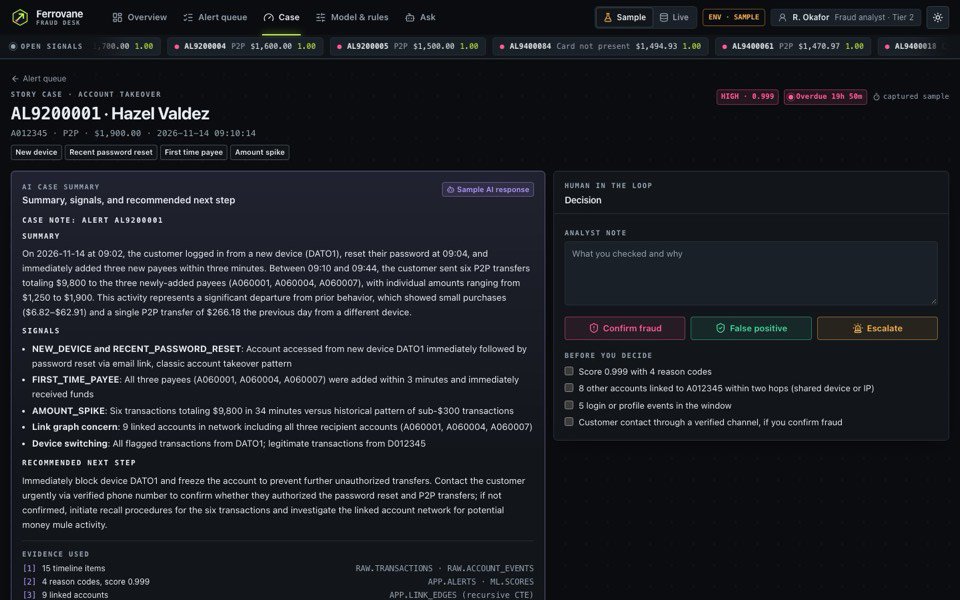 Ferrovane
FRAUD DESK
Overview
Alert queue
Case
Model & rules
Ask
Sample
Live
ENV · SAMPLE
R. Okafor Fraud analyst · Tier 2
OPEN SIGNALS
,700.00 1.00
AL9200004 P2P $1,600.00 1.00
AL9200005 P2P $1,500.00 1.00
AL9400084 Card not present $1,494.93 1.00
AL9400061 P2P $1,470.97 1.00
AL9400018
← Alert queue
STORY CASE · ACCOUNT TAKEOVER
AL9200001 · Hazel Valdez
A012345 · P2P · $1,900.00 · 2026-11-14 09:10:14
HIGH · 0.999
Overdue 19h 50m
captured sample
New device
Recent password reset
First time payee
Amount spike
AI CASE SUMMARY
Summary, signals, and recommended next step
Sample AI response
CASE NOTE: ALERT AL9200001
SUMMARY
On 2026-11-14 at 09:02, the customer logged in from a new device (DATO1), reset their password at 09:04, and
immediately added three new payees within three minutes. Between 09:10 and 09:44, the customer sent six P2P transfers
totaling $9,800 to the three newly-added payees (A060001, A060004, A060007), with individual amounts ranging from
$1,250 to $1,900. This activity represents a significant departure from prior behavior, which showed small purchases
($6.82–$62.91) and a single P2P transfer of $266.18 the previous day from a different device.
SIGNALS
• NEW_DEVICE and RECENT_PASSWORD_RESET: Account accessed from new device DATO1 immediately followed by
password reset via email link, classic account takeover pattern
• FIRST_TIME_PAYEE: All three payees (A060001, A060004, A060007) were added within 3 minutes and immediately
received funds
• AMOUNT_SPIKE: Six transactions totaling $9,800 in 34 minutes versus historical pattern of sub-$300 transactions
• Link graph concern: 9 linked accounts in network including all three recipient accounts (A060001, A060004, A060007)
• Device switching: All flagged transactions from DATO1; legitimate transactions from D012345
RECOMMENDED NEXT STEP
Immediately block device DATO1 and freeze the account to prevent further unauthorized transfers. Contact the customer
urgently via verified phone number to confirm whether they authorized the password reset and P2P transfers; if not
confirmed, initiate recall procedures for the six transactions and investigate the linked account network for potential
money mule activity.
EVIDENCE USED
[1] 15 timeline items RAW.TRANSACTIONS · RAW.ACCOUNT_EVENTS
[2] 4 reason codes, score 0.999 APP.ALERTS · ML.SCORES
[3] 9 linked accounts APP.LINK_EDGES (recursive CTE)
HUMAN IN THE LOOP
Decision
ANALYST NOTE
What you checked and why
Confirm fraud
False positive
Escalate
BEFORE YOU DECIDE
Score 0.999 with 4 reason codes
8 other accounts linked to A012345 within two hops (shared device or IP)
5 login or profile events in the window
Customer contact through a verified channel, if you confirm fraud